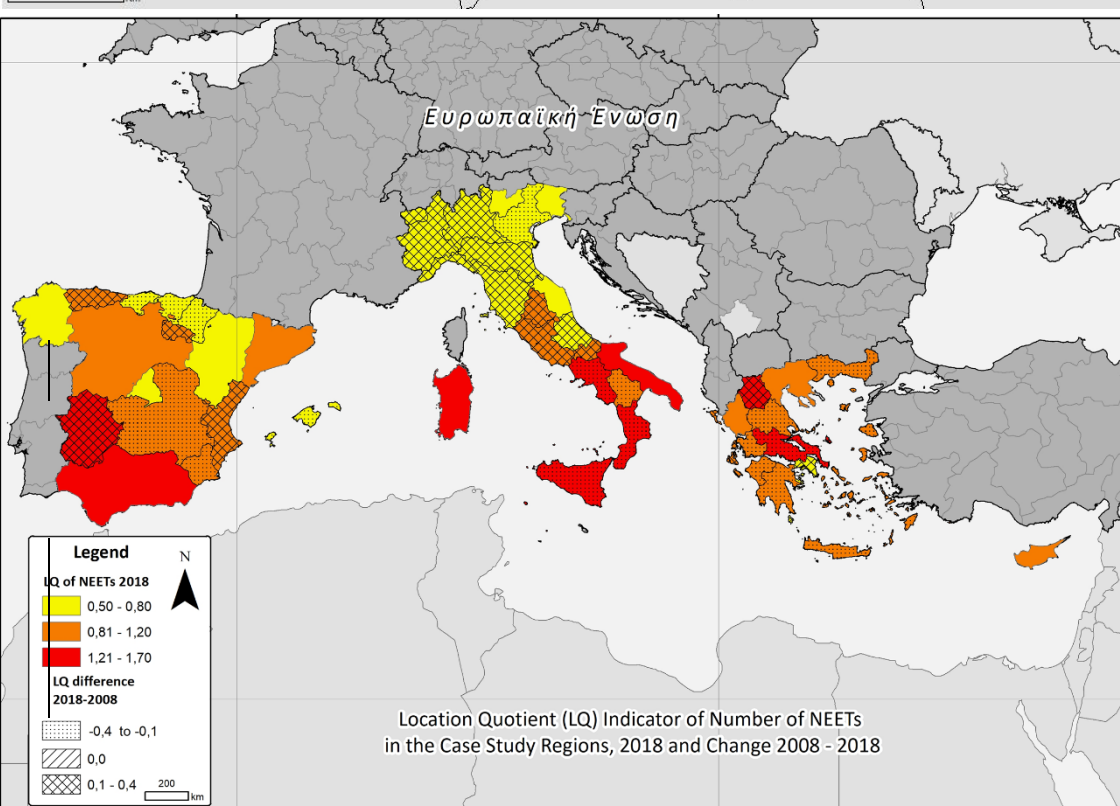 Ευρωπαϊκή Ένωση
Legend
N
LQ of NEETs 2018
0,50 - 0,80
0,81 - 1,20
1,21 - 1,70
LQ difference
2018-2008
-0,4 to -0,1
0,0
0,1 - 0,4
200
km
Location Quotient (LQ) Indicator of Number of NEETs
in the Case Study Regions, 2018 and Change 2008 - 2018